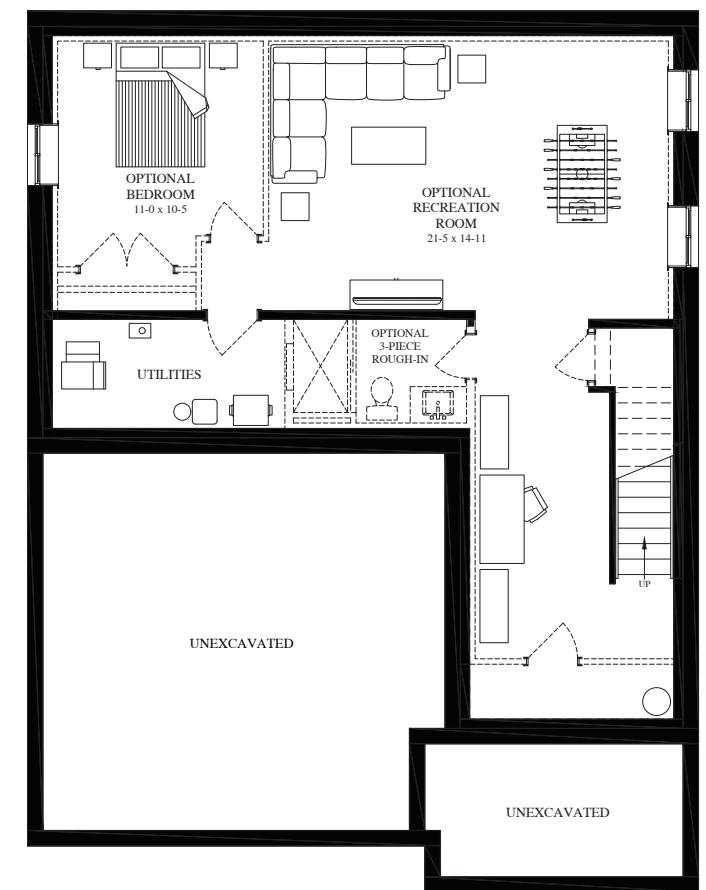 OPTIONAL
BEDROOM
11-0 x 10-5
OPTIONAL
RECREATION
ROOM
21-5 x 14-11
OPTIONAL
3-PIECE
ROUGH-IN
UTILITIES
UP
UNEXCAVATED
UNEXCAVATED